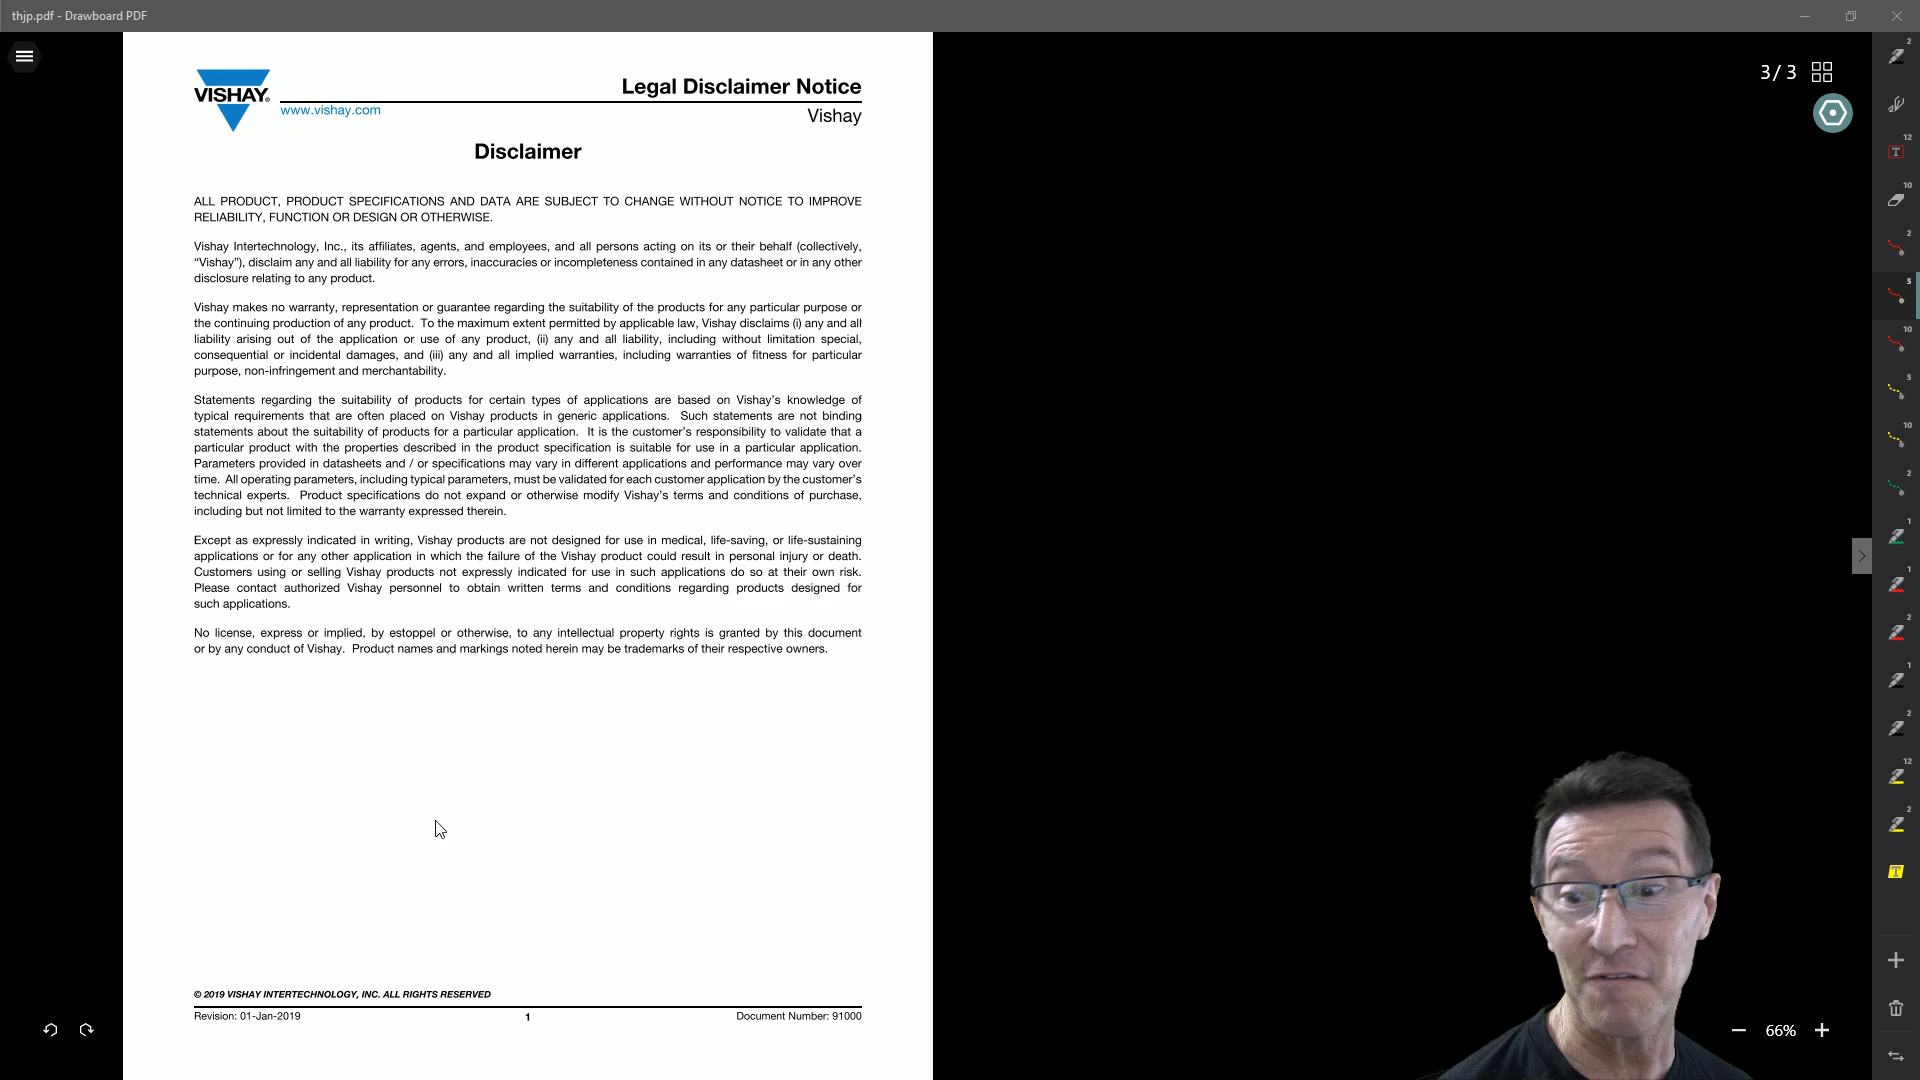 thjp.pdf - Drawboard PDF
3 / 3
VISHAY®
www.vishay.com
Legal Disclaimer Notice
Vishay
Disclaimer
ALL PRODUCT, PRODUCT SPECIFICATIONS AND DATA ARE SUBJECT TO CHANGE WITHOUT NOTICE TO IMPROVE
RELIABILITY, FUNCTION OR DESIGN OR OTHERWISE.
Vishay Intertechnology, Inc., its affiliates, agents, and employees, and all persons acting on its or their behalf (collectively,
“Vishay”), disclaim any and all liability for any errors, inaccuracies or incompleteness contained in any datasheet or in any other
disclosure relating to any product.
Vishay makes no warranty, representation or guarantee regarding the suitability of the products for any particular purpose or
the continuing production of any product. To the maximum extent permitted by applicable law, Vishay disclaims (i) any and all
liability arising out of the application or use of any product, (ii) any and all liability, including without limitation special,
consequential or incidental damages, and (iii) any and all implied warranties, including warranties of fitness for particular
purpose, non-infringement and merchantability.
Statements regarding the suitability of products for certain types of applications are based on Vishay’s knowledge of
typical requirements that are often placed on Vishay products in generic applications. Such statements are not binding
statements about the suitability of products for a particular application. It is the customer’s responsibility to validate that a
particular product with the properties described in the product specification is suitable for use in a particular application.
Parameters provided in datasheets and / or specifications may vary in different applications and performance may vary over
time. All operating parameters, including typical parameters, must be validated for each customer application by the customer’s
technical experts. Product specifications do not expand or otherwise modify Vishay’s terms and conditions of purchase,
including but not limited to the warranty expressed therein.
Except as expressly indicated in writing, Vishay products are not designed for use in medical, life-saving, or life-sustaining
applications or for any other application in which the failure of the Vishay product could result in personal injury or death.
Customers using or selling Vishay products not expressly indicated for use in such applications do so at their own risk.
Please contact authorized Vishay personnel to obtain written terms and conditions regarding products designed for
such applications.
No license, express or implied, by estoppel or otherwise, to any intellectual property rights is granted by this document
or by any conduct of Vishay. Product names and markings noted herein may be trademarks of their respective owners.
© 2019 VISHAY INTERTECHNOLOGY, INC. ALL RIGHTS RESERVED
Revision: 01-Jan-2019
1
Document Number: 91000
66%
2
12
T
10
2
5
10
5
10
2
1
1
2
1
2
12
2
T